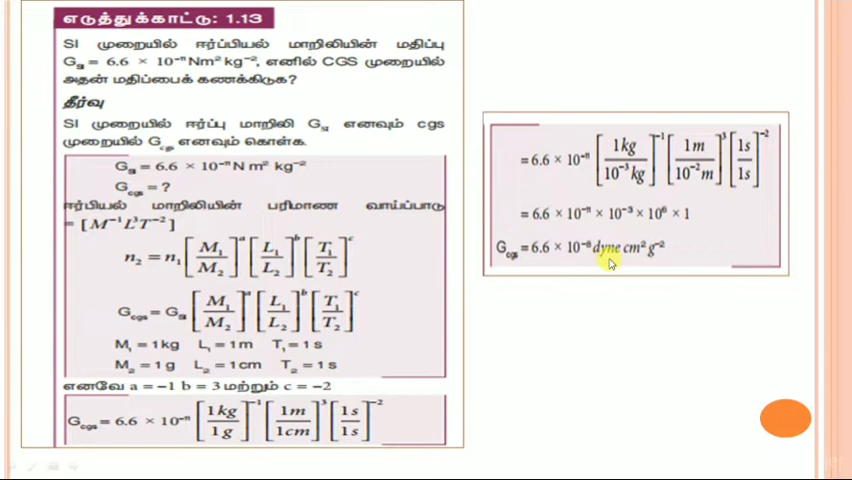 எடுத்துக்காட்டு: 1.13
SI முறையில் ஈர்ப்பியல் மாறிலியின் மதிப்பு
G_SI = 6.6 × 10⁻¹¹ Nm² kg⁻², எனில் CGS முறையில்
அதன் மதிப்பைக் கணக்கிடுக?
தீர்வு
SI முறையில் ஈர்ப்பு மாறிலி G_SI எனவும் cgs
முறையில் G_cgs எனவும் கொள்க.
G_SI = 6.6 × 10⁻¹¹ N m² kg⁻²
G_cgs = ?
ஈர்பியல் மாறிலியின் பரிமாண வாய்ப்பாடு
= [M⁻¹L³T⁻²]
n₂ = n₁ [M₁/M₂]ᵃ [L₁/L₂]ᵇ [T₁/T₂]ᶜ
G_cgs = G_SI [M₁/M₂]ᵃ [L₁/L₂]ᵇ [T₁/T₂]ᶜ
M₁ = 1 kg L₁ = 1 m T₁ = 1 s
M₂ = 1 g L₂ = 1 cm T₂ = 1 s
எனவே a = −1 b = 3 மற்றும் c = −2
G_cgs = 6.6 × 10⁻¹¹ [1kg/1g]⁻¹ [1m/1cm]³ [1s/1s]⁻²
= 6.6 × 10⁻¹¹ [1kg/10⁻³ kg]⁻¹ [1m/10⁻² m]³ [1s/1s]⁻²
= 6.6 × 10⁻¹¹ × 10⁻³ × 10⁶ × 1
G_cgs = 6.6 × 10⁻⁸ dyne cm² g⁻²